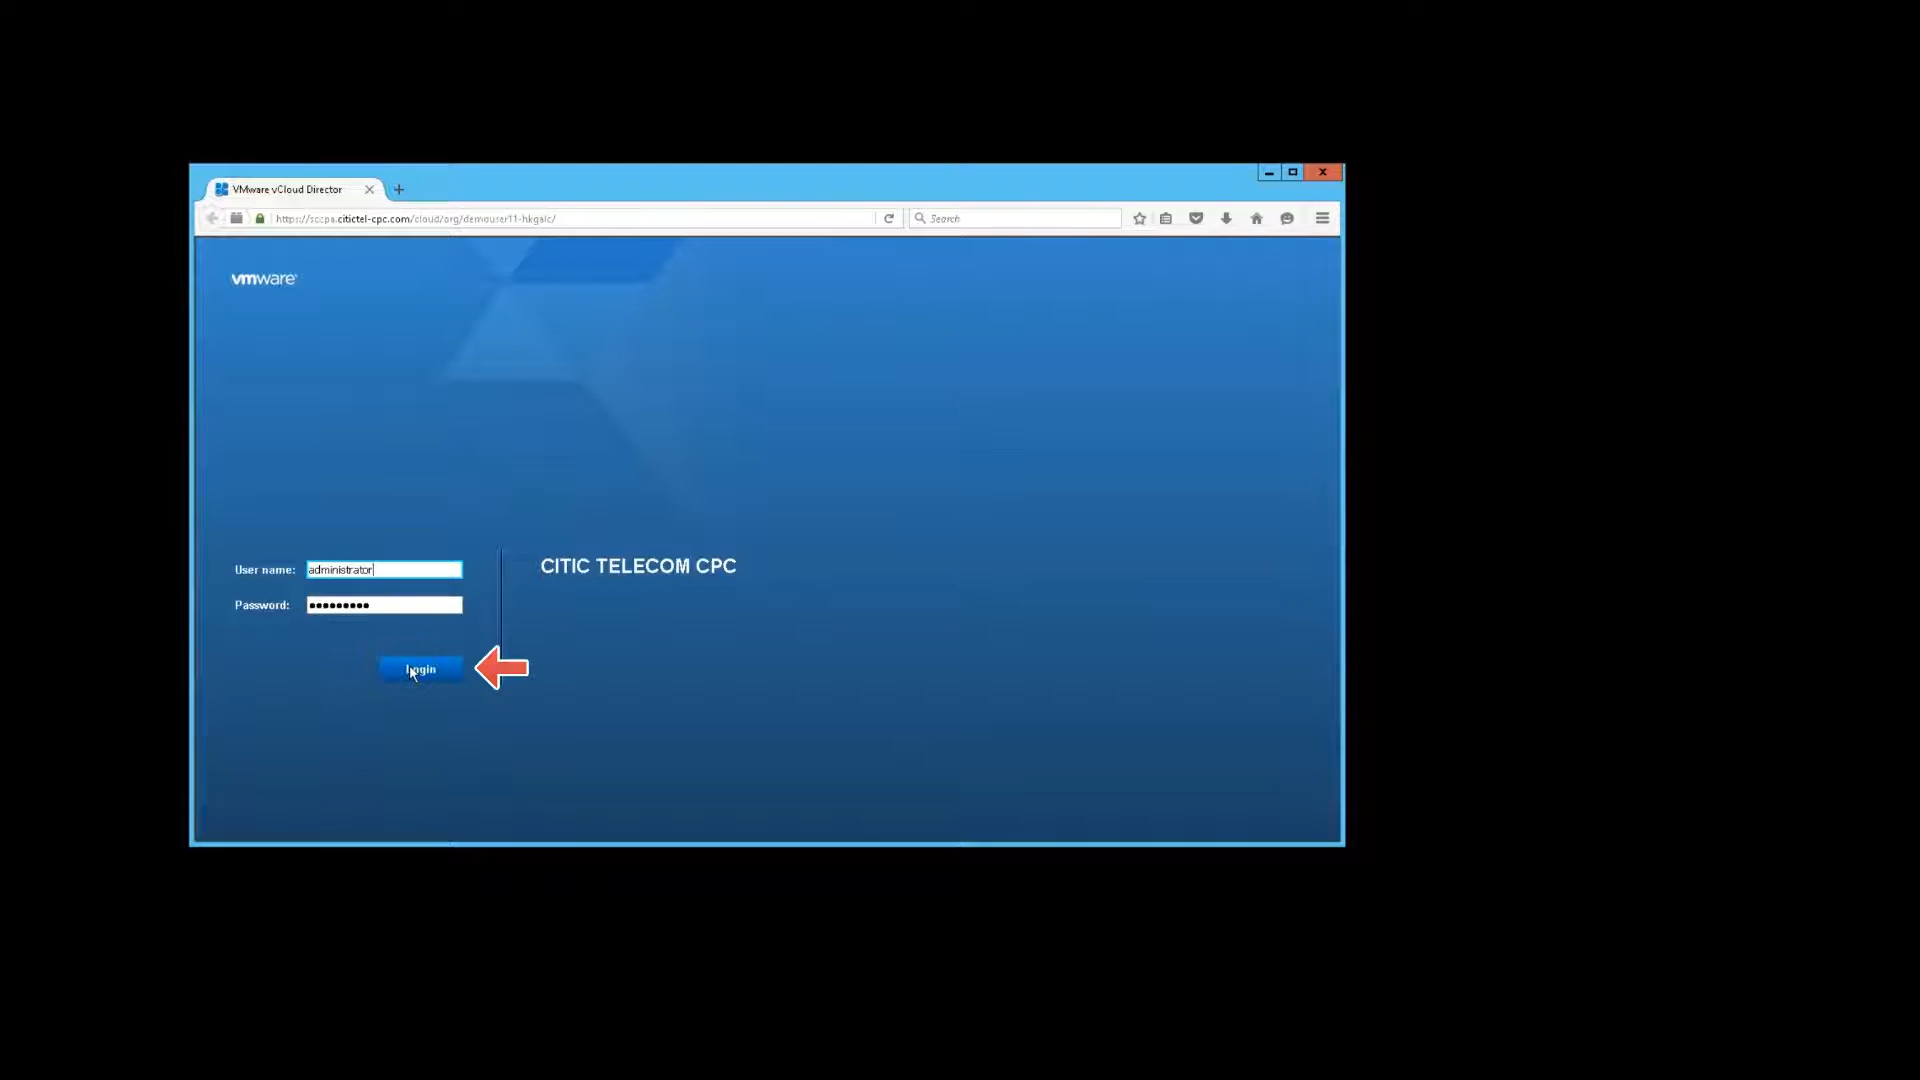 VMware vCloud Director
https://sccpa.citictel-cpc.com/cloud/org/demouser11-hkgalc/
Search
vmware
User name: administrator
CITIC TELECOM CPC
Password:
Login